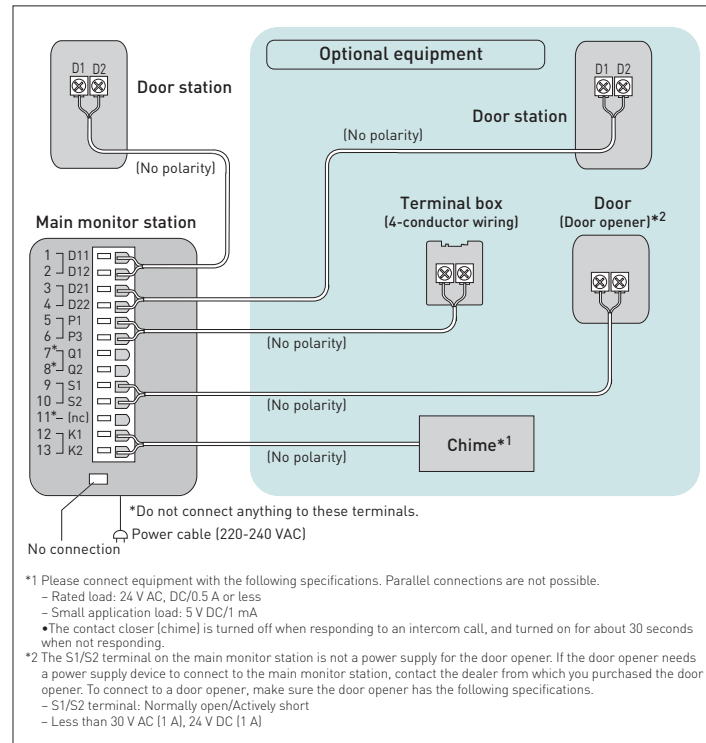 Optional equipment
D1 D2
Door station
(No polarity)
D1 D2
Door station
(No polarity)
Main monitor station
Terminal box
(4-conductor wiring)
Door
(Door opener)*2
1 D11
2 D12
3 D21
4 D22
5 P1
6 P3
7* Q1
8* Q2
9 S1
10 S2
11*– (nc)
12 K1
13 K2
(No polarity)
(No polarity)
Chime*1
(No polarity)
*Do not connect anything to these terminals.
Power cable (220-240 VAC)
No connection
*1 Please connect equipment with the following specifications. Parallel connections are not possible.
– Rated load: 24 V AC, DC/0.5 A or less
– Small application load: 5 V DC/1 mA
•The contact closer (chime) is turned off when responding to an intercom call, and turned on for about 30 seconds
when not responding.
*2 The S1/S2 terminal on the main monitor station is not a power supply for the door opener. If the door opener needs
a power supply device to connect to the main monitor station, contact the dealer from which you purchased the door
opener. To connect to a door opener, make sure the door opener has the following specifications.
– S1/S2 terminal: Normally open/Actively short
– Less than 30 V AC (1 A), 24 V DC (1 A)